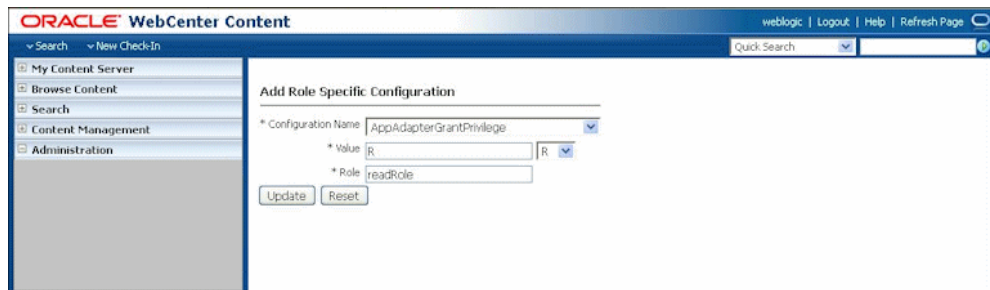 ORACLE WebCenter Content
weblogic | Logout | Help | Refresh Page
Search New Check-In
Quick Search
My Content Server
Browse Content
Search
Content Management
Administration
Add Role Specific Configuration
* Configuration Name AppAdapterGrantPrivilege
* Value R R
* Role readRole
Update Reset